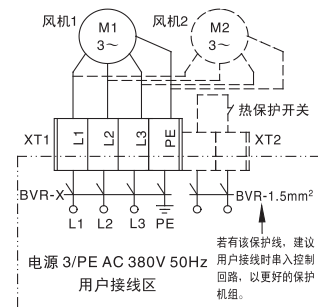 风机1
M1
3～
风机2
M2
3～
热保护开关
XT1
L1
L2
L3
PE
XT2
BVR-X
BVR-1.5mm²
L1 L2 L3 PE
电源 3/PE AC 380V 50Hz
用户接线区
若有该保护线，建议
用户接线时串入控制
回路，以更好的保护
机组。